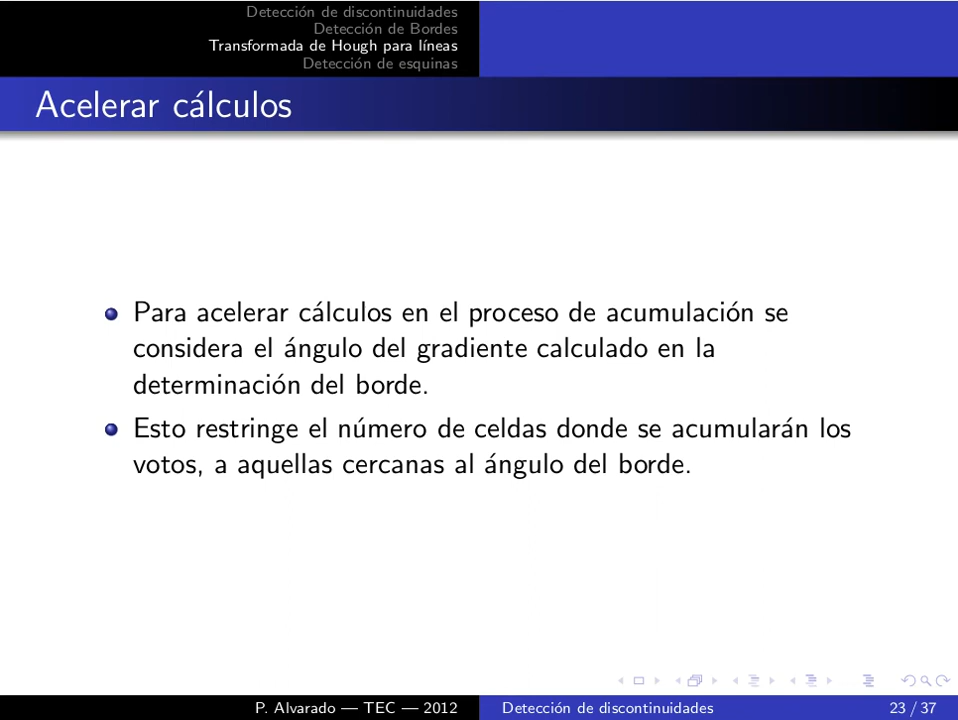 Detección de discontinuidades
Detección de Bordes
Transformada de Hough para líneas
Detección de esquinas
Acelerar cálculos
Para acelerar cálculos en el proceso de acumulación se
considera el ángulo del gradiente calculado en la
determinación del borde.
Esto restringe el número de celdas donde se acumularán los
votos, a aquellas cercanas al ángulo del borde.
P. Alvarado — TEC — 2012
Detección de discontinuidades
23 / 37